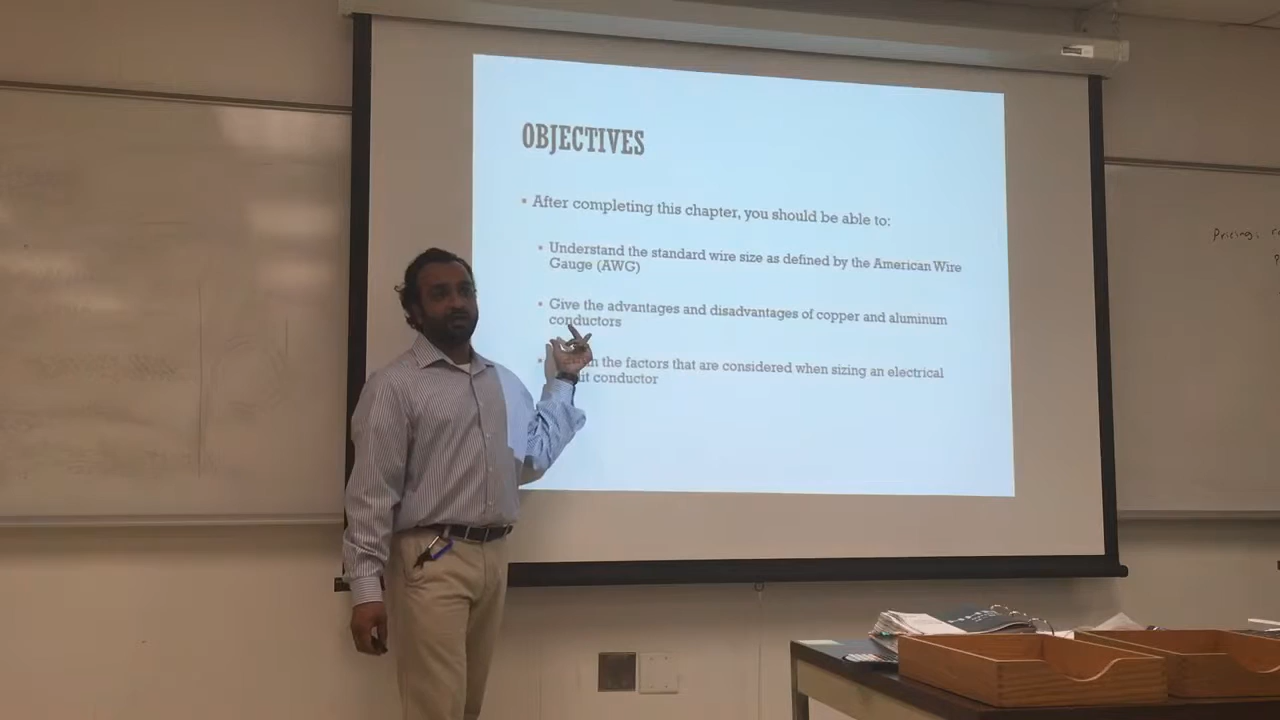 OBJECTIVES
▪ After completing this chapter, you should be able to:
▪ Understand the standard wire size as defined by the American Wire
Gauge (AWG)
▪ Give the advantages and disadvantages of copper and aluminum
conductors
▪ the factors that are considered when sizing an electrical
conductor
Pricing,